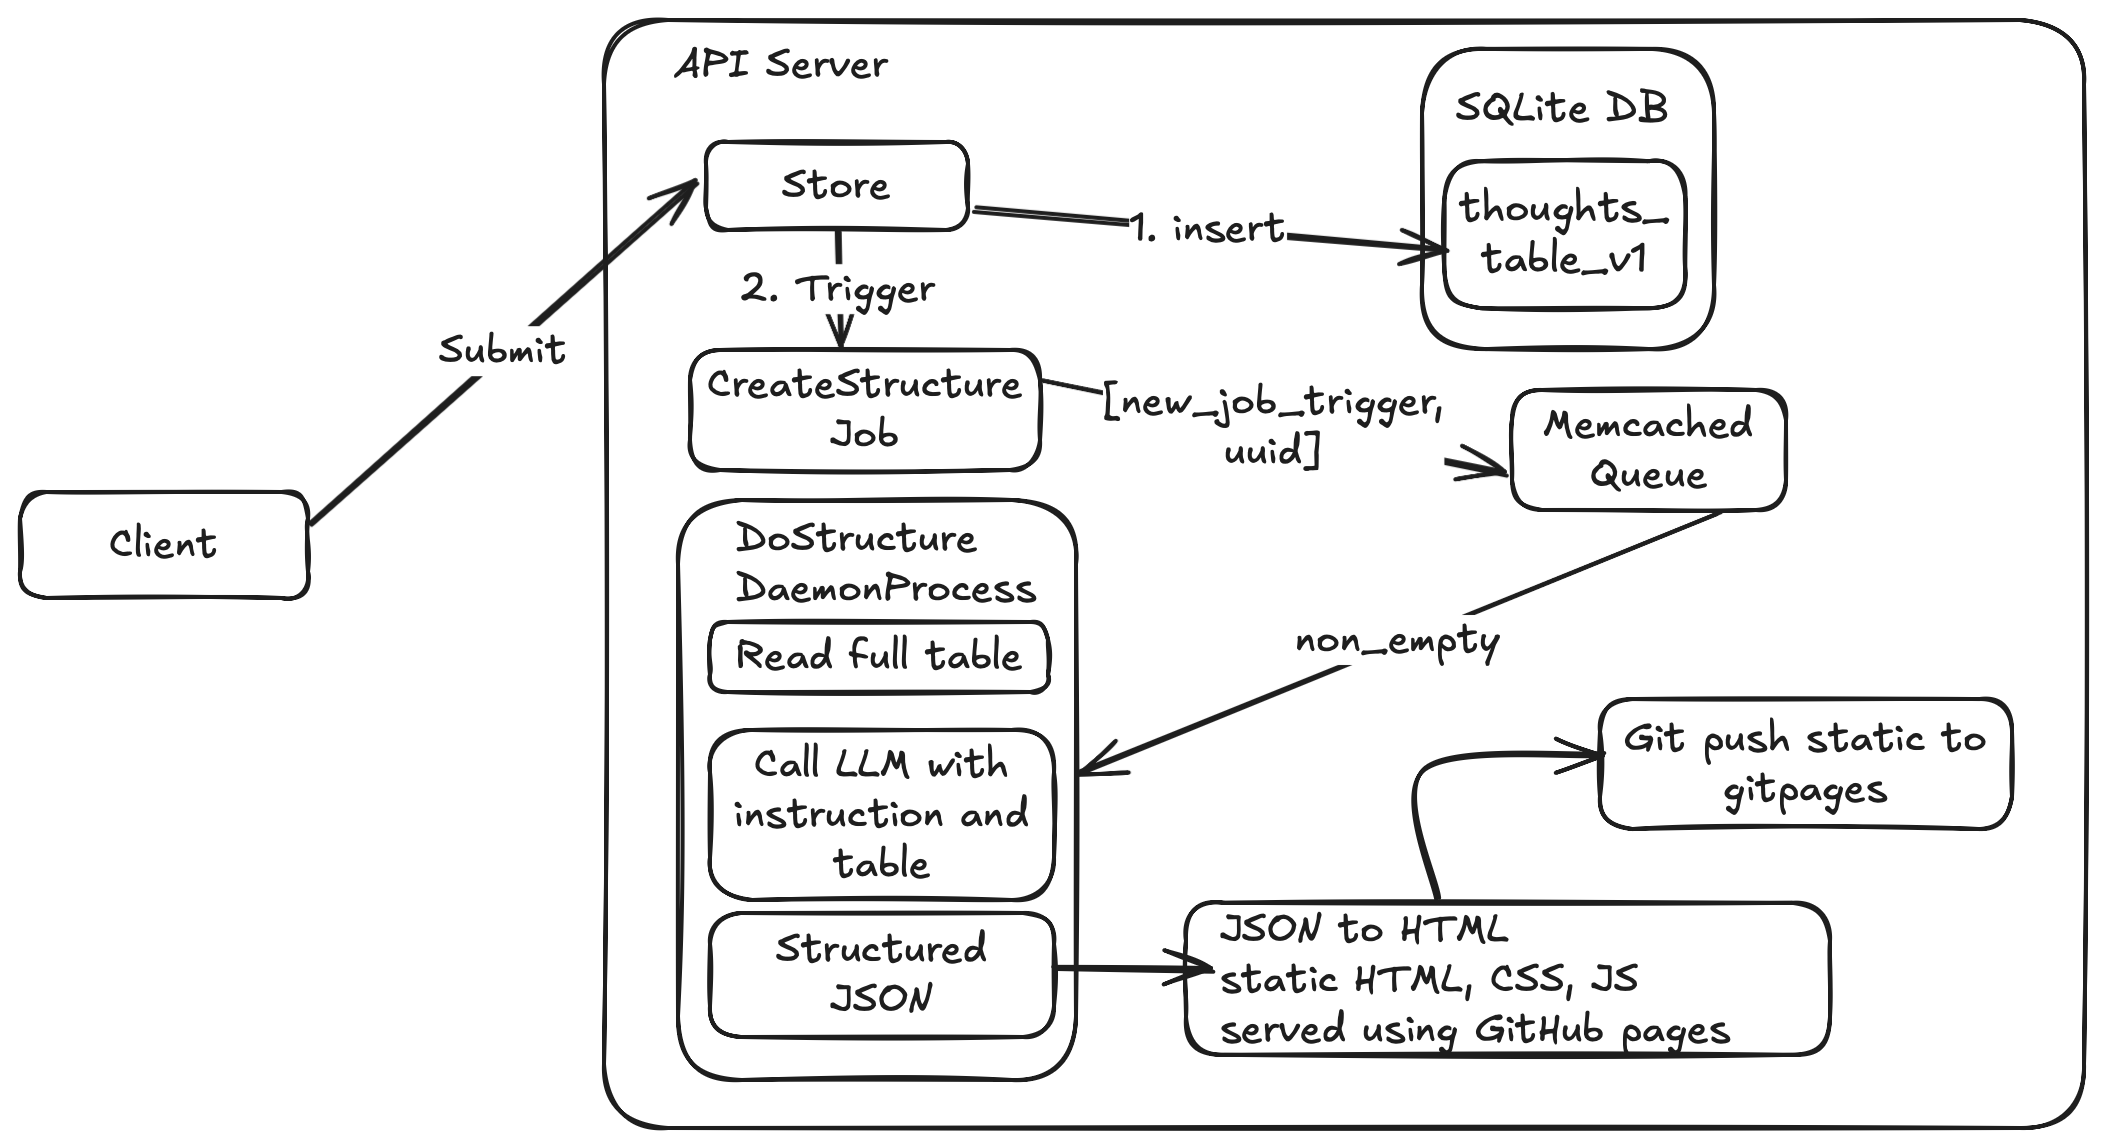 API Server
SQLite DB
Store
thoughts_
table_v1
1. insert
2. Trigger
Submit
CreateStructure
Job
[new_job_trigger,
uuid]
Memcached
Queue
Client
DoStructure
DaemonProcess
Read full table
non_empty
Call LLM with
instruction and
table
Git push static to
gitpages
Structured
JSON
JSON to HTML
static HTML, CSS, JS
served using GitHub pages